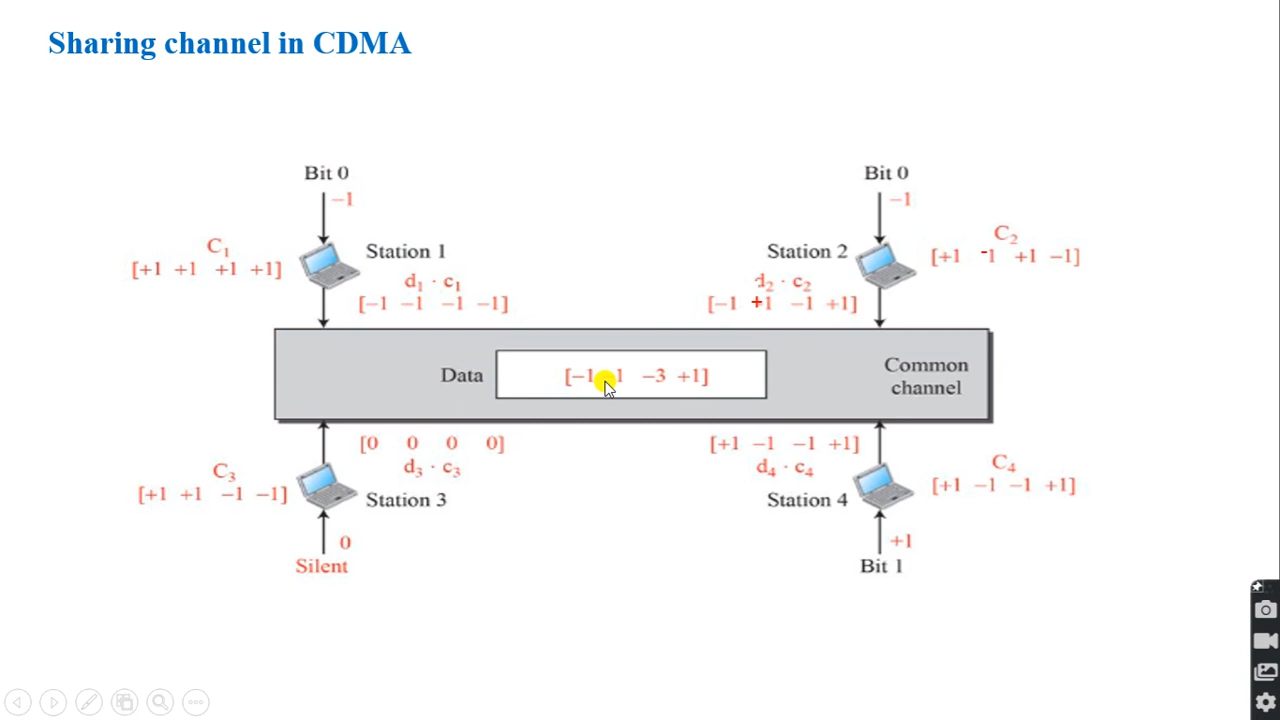 Sharing channel in CDMA
Bit 0
−1
C1
[+1 +1 +1 +1]
Station 1
d1 · c1
[−1 −1 −1 −1]
Bit 0
−1
Station 2
C2
[+1 -1 +1 −1]
d2 · c2
[−1 +1 −1 +1]
Data
[−1 1 −3 +1]
Common
channel
[0 0 0 0]
d3 · c3
C3
[+1 +1 −1 −1]
Station 3
0
Silent
[+1 −1 −1 +1]
d4 · c4
C4
[+1 −1 −1 +1]
Station 4
+1
Bit 1